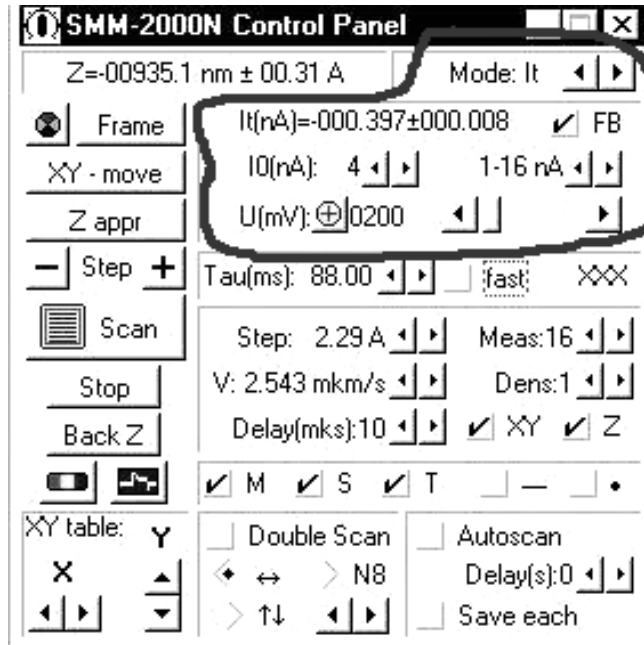 SMM-2000N Control Panel
Z=-00935.1 nm ± 00.31 A Mode: It
Frame It(nA)=-000.397±000.008 FB
XY - move I0(nA): 4 1-16 nA
Z appr U(mV): 0200
Step Tau(ms): 88.00 fast XXX
Scan Step: 2.29 A Meas:16
Stop V: 2.543 mkm/s Dens:1
Back Z Delay(mks):10 XY Z
M S T
XY table: Y Double Scan Autoscan
X N8 Delay(s):0
Save each